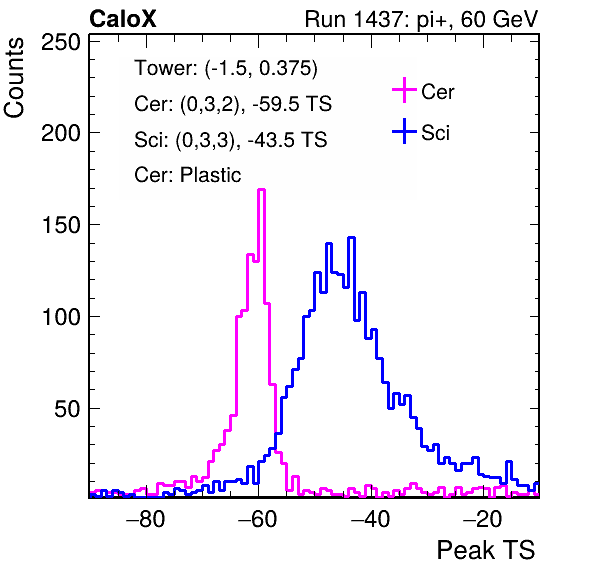 CaloX Run 1437: pi+, 60 GeV
Counts
250
200
150
100
50
Tower: (-1.5, 0.375)
Cer: (0,3,2), -59.5 TS
Sci: (0,3,3), -43.5 TS
Cer: Plastic
Cer
Sci
−80 −60 −40 −20
Peak TS